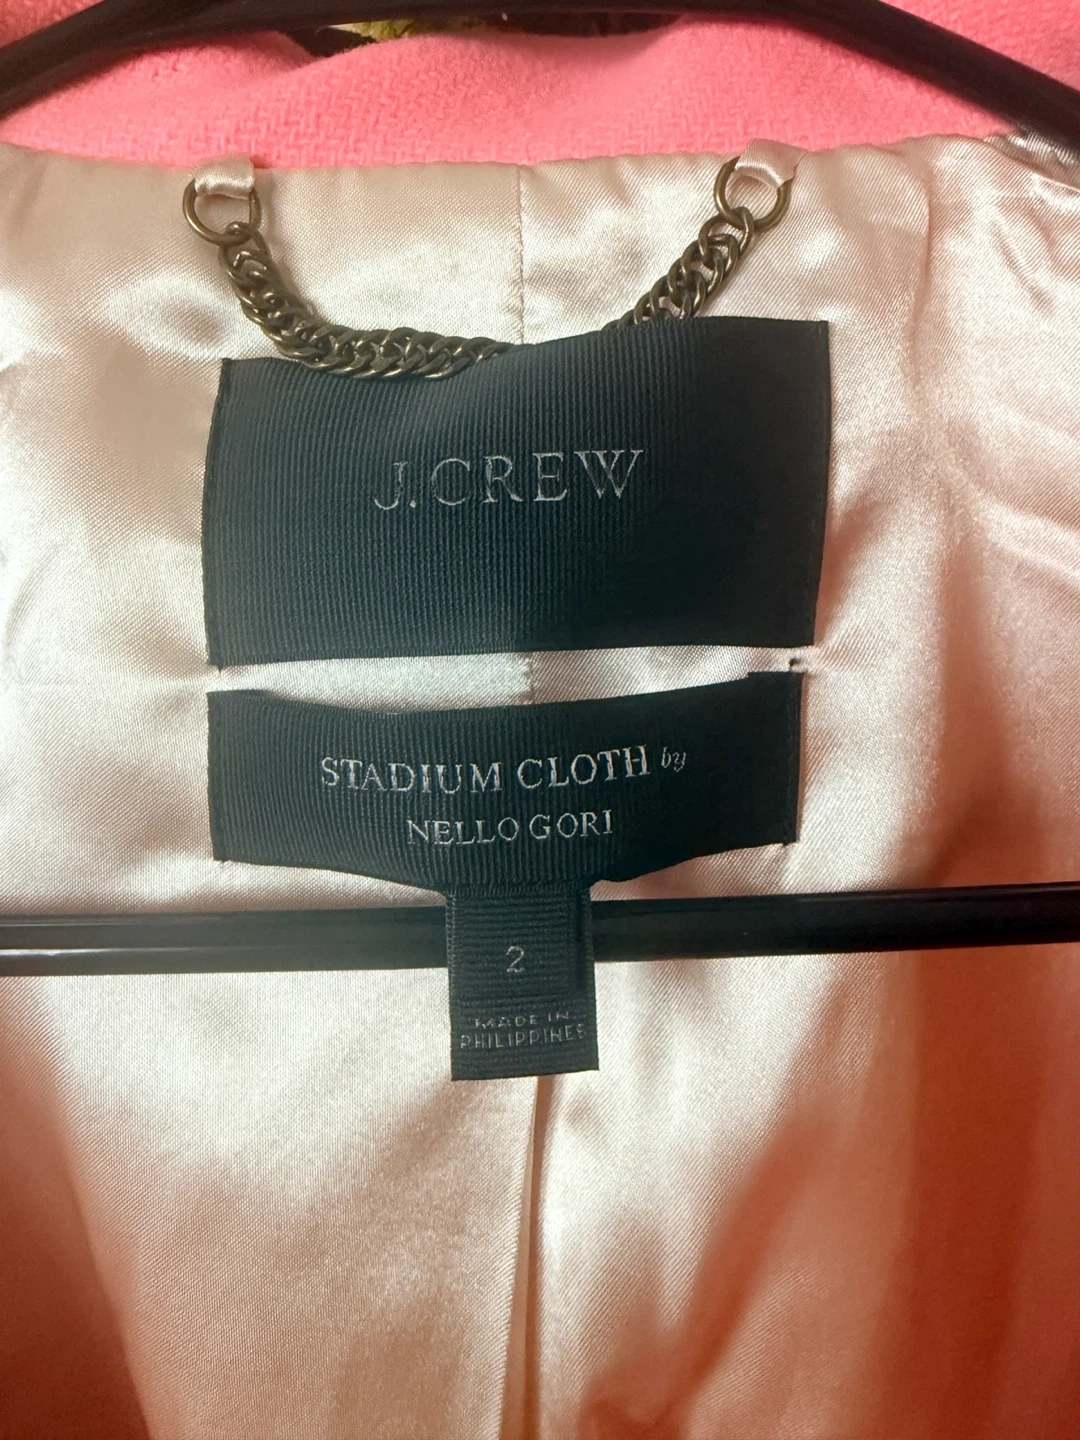 J.CREW
STADIUM CLOTH by
NELLO GORI
2
MADE IN
PHILIPPINES